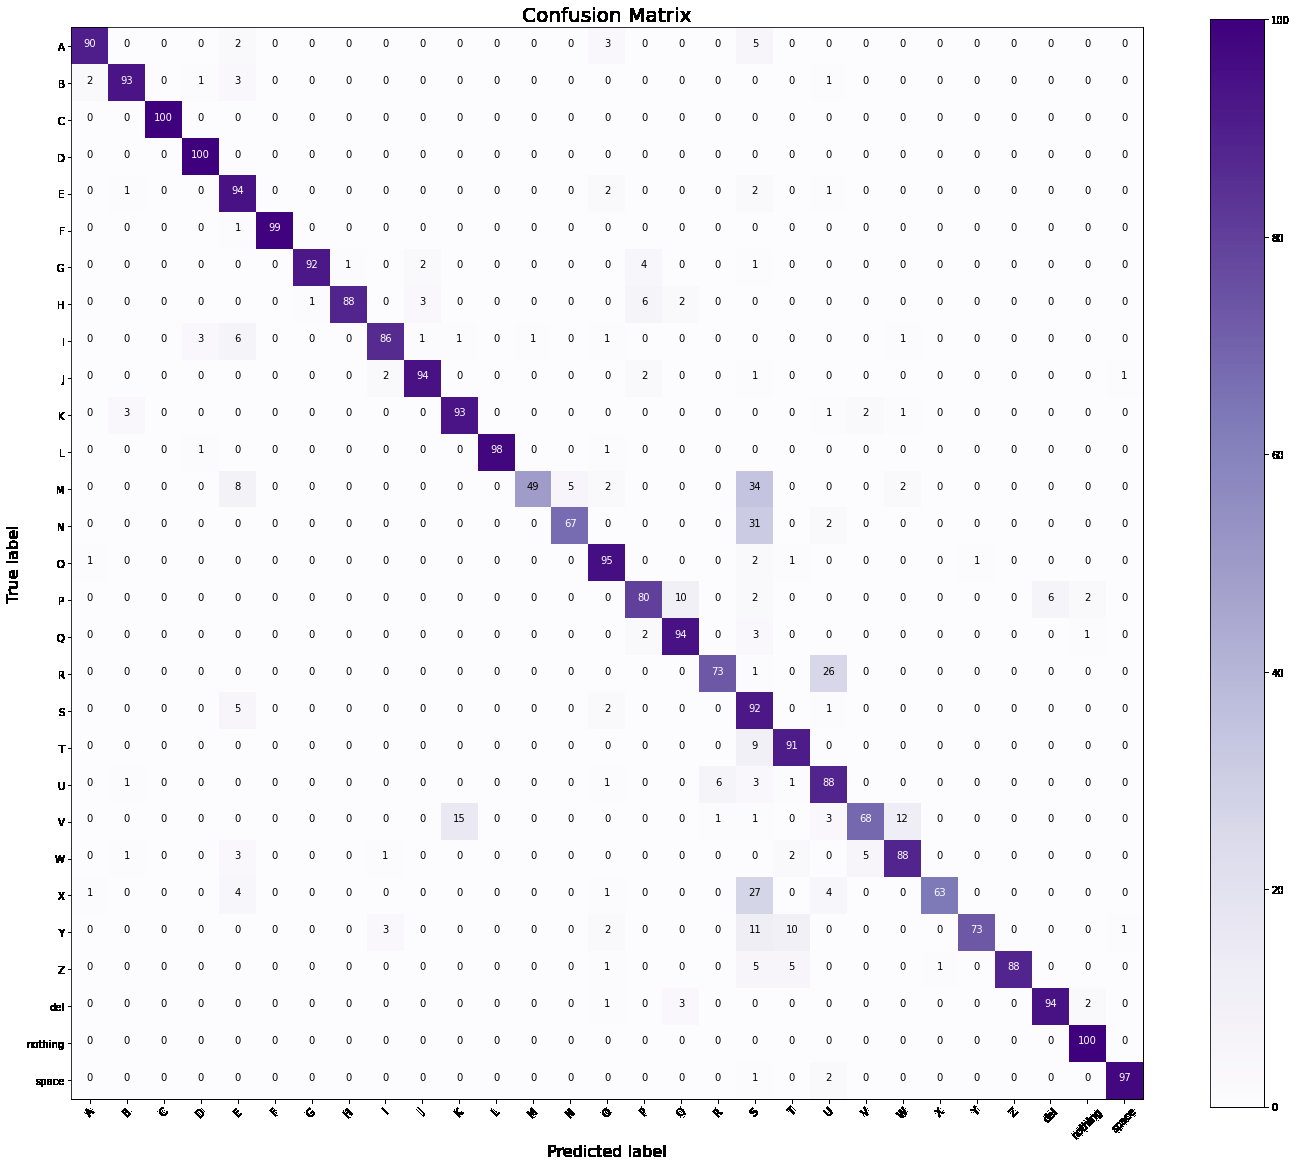 Confusion Matrix
True label
A 90 0 0 0 2 0 0 0 0 0 0 0 0 0 3 0 0 0 5 0 0 0 0 0 0 0 0 0 0
B 2 93 0 1 3 0 0 0 0 0 0 0 0 0 0 0 0 0 0 0 1 0 0 0 0 0 0 0 0
C 0 0 100 0 0 0 0 0 0 0 0 0 0 0 0 0 0 0 0 0 0 0 0 0 0 0 0 0 0
D 0 0 0 100 0 0 0 0 0 0 0 0 0 0 0 0 0 0 0 0 0 0 0 0 0 0 0 0 0
E 0 1 0 0 94 0 0 0 0 0 0 0 0 0 2 0 0 0 2 0 1 0 0 0 0 0 0 0 0
F 0 0 0 0 1 99 0 0 0 0 0 0 0 0 0 0 0 0 0 0 0 0 0 0 0 0 0 0 0
G 0 0 0 0 0 0 92 1 0 2 0 0 0 0 0 4 0 0 1 0 0 0 0 0 0 0 0 0 0
H 0 0 0 0 0 0 1 88 0 3 0 0 0 0 0 6 2 0 0 0 0 0 0 0 0 0 0 0 0
I 0 0 0 3 6 0 0 0 86 1 1 0 1 0 1 0 0 0 0 0 0 0 1 0 0 0 0 0 0
J 0 0 0 0 0 0 0 0 2 94 0 0 0 0 0 2 0 0 1 0 0 0 0 0 0 0 0 0 1
K 0 3 0 0 0 0 0 0 0 0 93 0 0 0 0 0 0 0 0 0 1 2 1 0 0 0 0 0 0
L 0 0 0 1 0 0 0 0 0 0 0 98 0 0 1 0 0 0 0 0 0 0 0 0 0 0 0 0 0
M 0 0 0 0 8 0 0 0 0 0 0 0 49 5 2 0 0 0 34 0 0 0 2 0 0 0 0 0 0
N 0 0 0 0 0 0 0 0 0 0 0 0 0 67 0 0 0 0 31 0 2 0 0 0 0 0 0 0 0
O 1 0 0 0 0 0 0 0 0 0 0 0 0 0 95 0 0 0 2 1 0 0 0 0 1 0 0 0 0
P 0 0 0 0 0 0 0 0 0 0 0 0 0 0 0 80 10 0 2 0 0 0 0 0 0 0 6 2 0
Q 0 0 0 0 0 0 0 0 0 0 0 0 0 0 0 2 94 0 3 0 0 0 0 0 0 0 0 1 0
R 0 0 0 0 0 0 0 0 0 0 0 0 0 0 0 0 0 73 1 0 26 0 0 0 0 0 0 0 0
S 0 0 0 0 5 0 0 0 0 0 0 0 0 0 2 0 0 0 92 0 1 0 0 0 0 0 0 0 0
T 0 0 0 0 0 0 0 0 0 0 0 0 0 0 0 0 0 0 9 91 0 0 0 0 0 0 0 0 0
U 0 1 0 0 0 0 0 0 0 0 0 0 0 0 1 0 0 6 3 1 88 0 0 0 0 0 0 0 0
V 0 0 0 0 0 0 0 0 0 0 15 0 0 0 0 0 0 1 1 0 3 68 12 0 0 0 0 0 0
W 0 1 0 0 3 0 0 0 1 0 0 0 0 0 0 0 0 0 0 2 0 5 88 0 0 0 0 0 0
X 1 0 0 0 4 0 0 0 0 0 0 0 0 0 1 0 0 0 27 0 4 0 0 63 0 0 0 0 0
Y 0 0 0 0 0 0 0 0 3 0 0 0 0 0 2 0 0 0 11 10 0 0 0 0 73 0 0 0 1
Z 0 0 0 0 0 0 0 0 0 0 0 0 0 0 1 0 0 0 5 5 0 0 0 1 0 88 0 0 0
del 0 0 0 0 0 0 0 0 0 0 0 0 0 0 1 0 3 0 0 0 0 0 0 0 0 0 94 2 0
nothing 0 0 0 0 0 0 0 0 0 0 0 0 0 0 0 0 0 0 0 0 0 0 0 0 0 0 0 100 0
space 0 0 0 0 0 0 0 0 0 0 0 0 0 0 0 0 0 0 1 0 2 0 0 0 0 0 0 0 97
A B C D E F G H I J K L M N O P Q R S T U V W X Y Z del nothing space
Predicted label
100
80
60
40
20
0